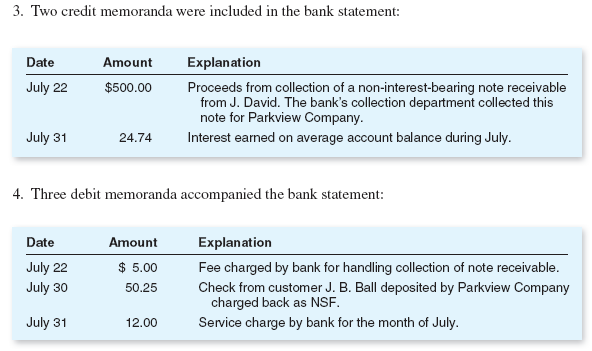 3. Two credit memoranda were included in the bank statement:
Date Amount Explanation
July 22 $500.00 Proceeds from collection of a non-interest-bearing note receivable
from J. David. The bank's collection department collected this
note for Parkview Company.
July 31 24.74 Interest earned on average account balance during July.
4. Three debit memoranda accompanied the bank statement:
Date Amount Explanation
July 22 $ 5.00 Fee charged by bank for handling collection of note receivable.
July 30 50.25 Check from customer J. B. Ball deposited by Parkview Company
charged back as NSF.
July 31 12.00 Service charge by bank for the month of July.